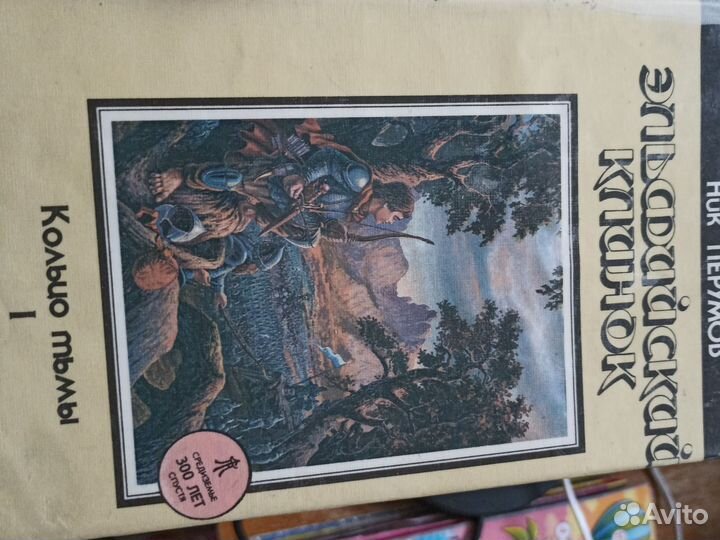 НИК ПЕРУМОВ
ЭЛЬФИЙСКИЙ
КЛИНОК
СРЕДИЗЕМЬЕ
300 ЛЕТ
СПУСТЯ
Кольцо тьмы
I
Avito